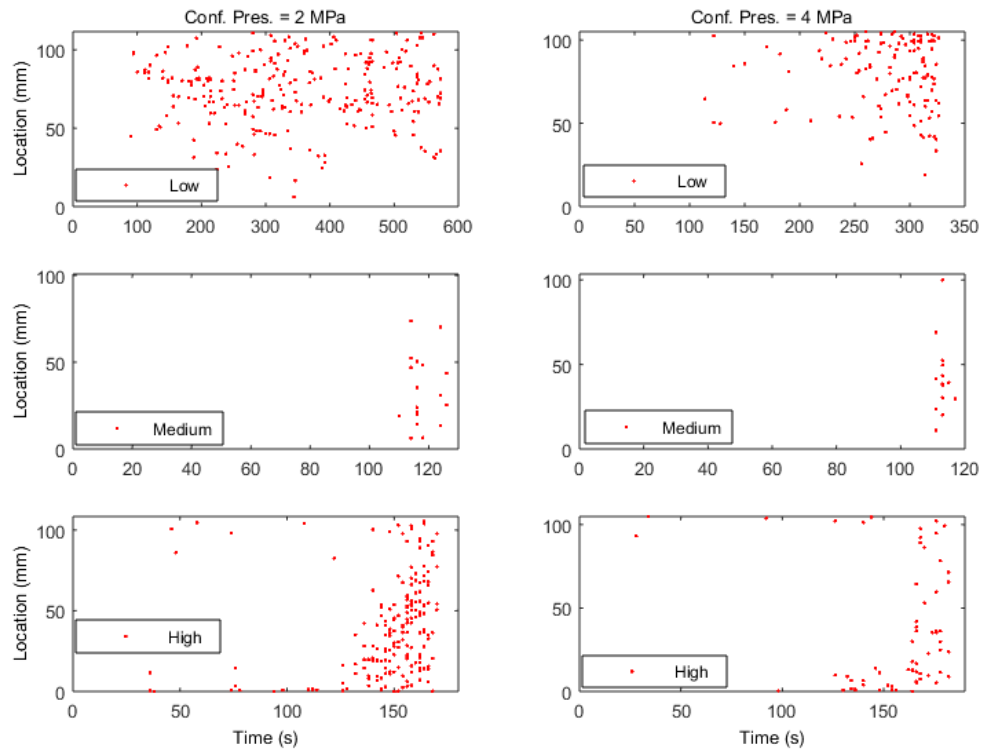 Conf. Pres. = 2 MPa
Conf. Pres. = 4 MPa
Location (mm)
100
50
0
Low
0 100 200 300 400 500 600
100
50
0
Low
0 50 100 150 200 250 300 350
Location (mm)
100
50
0
Medium
0 20 40 60 80 100 120
100
50
0
Medium
0 20 40 60 80 100 120
Location (mm)
100
50
0
High
0 50 100 150
Time (s)
100
50
0
High
0 50 100 150
Time (s)